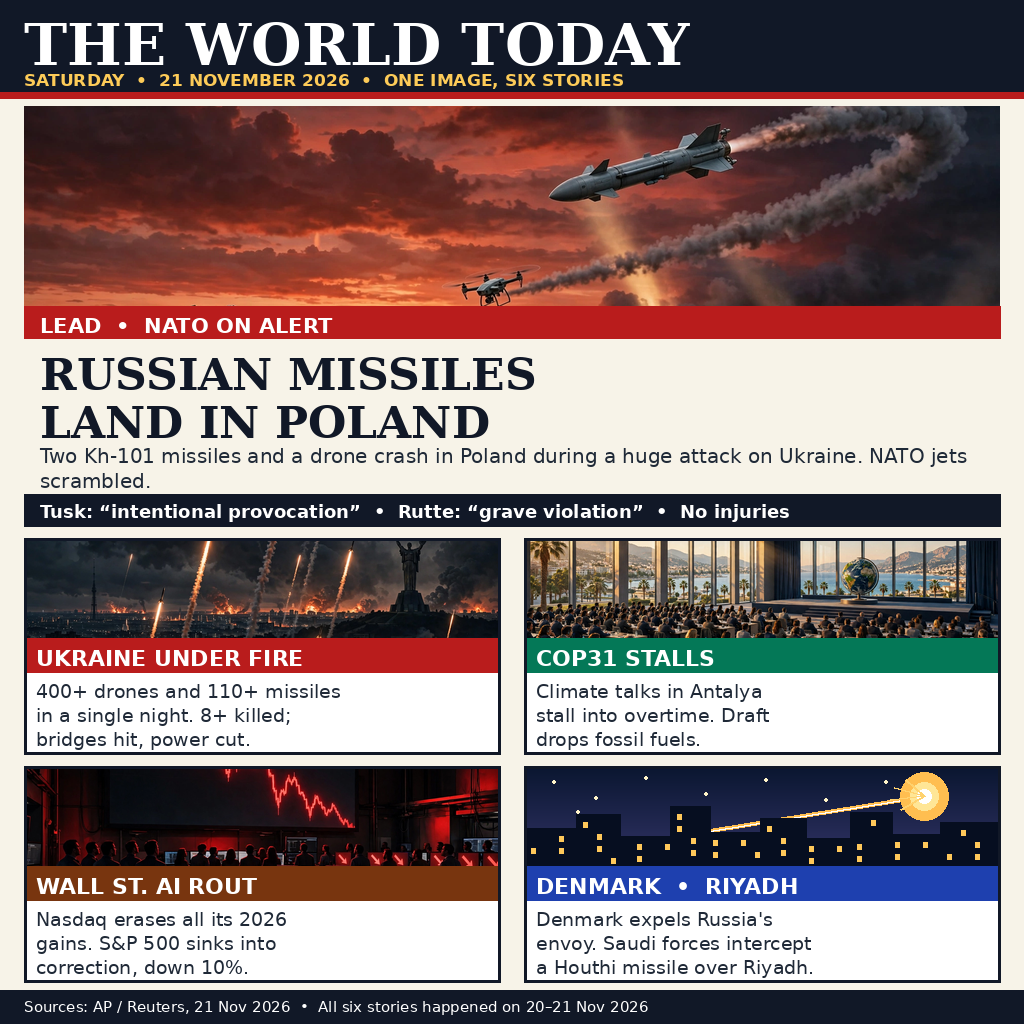 THE WORLD TODAY
SATURDAY • 21 NOVEMBER 2026 • ONE IMAGE, SIX STORIES
LEAD • NATO ON ALERT
RUSSIAN MISSILES
LAND IN POLAND
Two Kh-101 missiles and a drone crash in Poland during a huge attack on Ukraine. NATO jets
scrambled.
Tusk: “intentional provocation” • Rutte: “grave violation” • No injuries
UKRAINE UNDER FIRE
400+ drones and 110+ missiles
in a single night. 8+ killed;
bridges hit, power cut.
COP31 STALLS
Climate talks in Antalya
stall into overtime. Draft
drops fossil fuels.
WALL ST. AI ROUT
Nasdaq erases all its 2026
gains. S&P 500 sinks into
correction, down 10%.
DENMARK • RIYADH
Denmark expels Russia's
envoy. Saudi forces intercept
a Houthi missile over Riyadh.
Sources: AP / Reuters, 21 Nov 2026 • All six stories happened on 20–21 Nov 2026